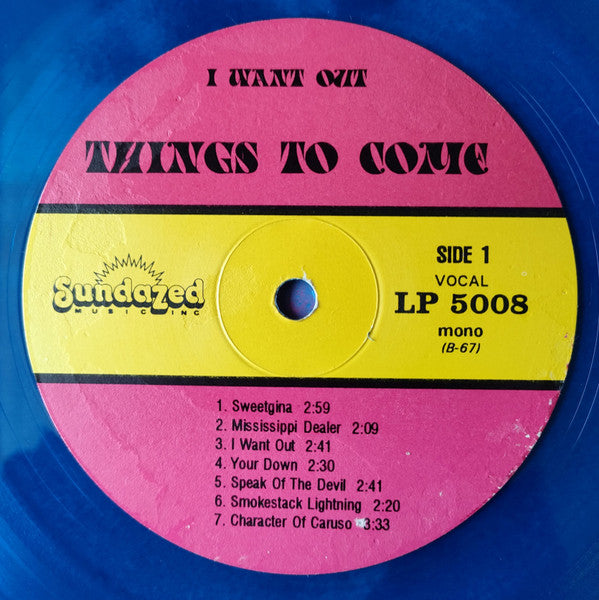 I WANT OUT
THINGS TO COME
Sundazed
MUSIC INC
SIDE 1
VOCAL
LP 5008
mono
(B-67)
1. Sweetgina 2:59
2. Mississippi Dealer 2:09
3. I Want Out 2:41
4. Your Down 2:30
5. Speak Of The Devil 2:41
6. Smokestack Lightning 2:20
7. Character Of Caruso 3:33